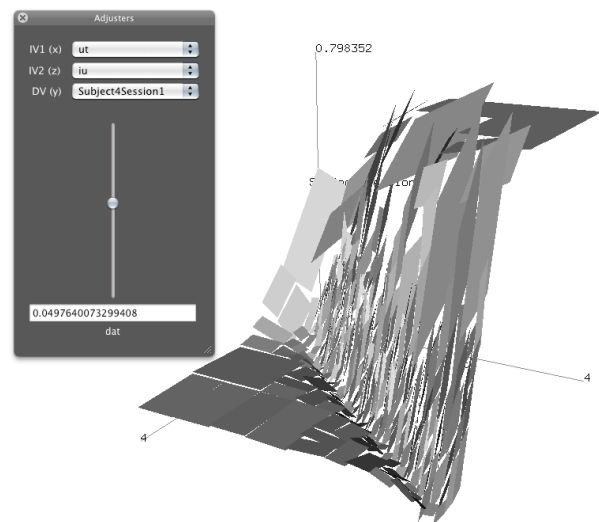 Adjusters
IV1 (x) ut
IV2 (z) iu
DV (y) Subject4Session1
0.0497640073299408
dat
0.798352
4
4